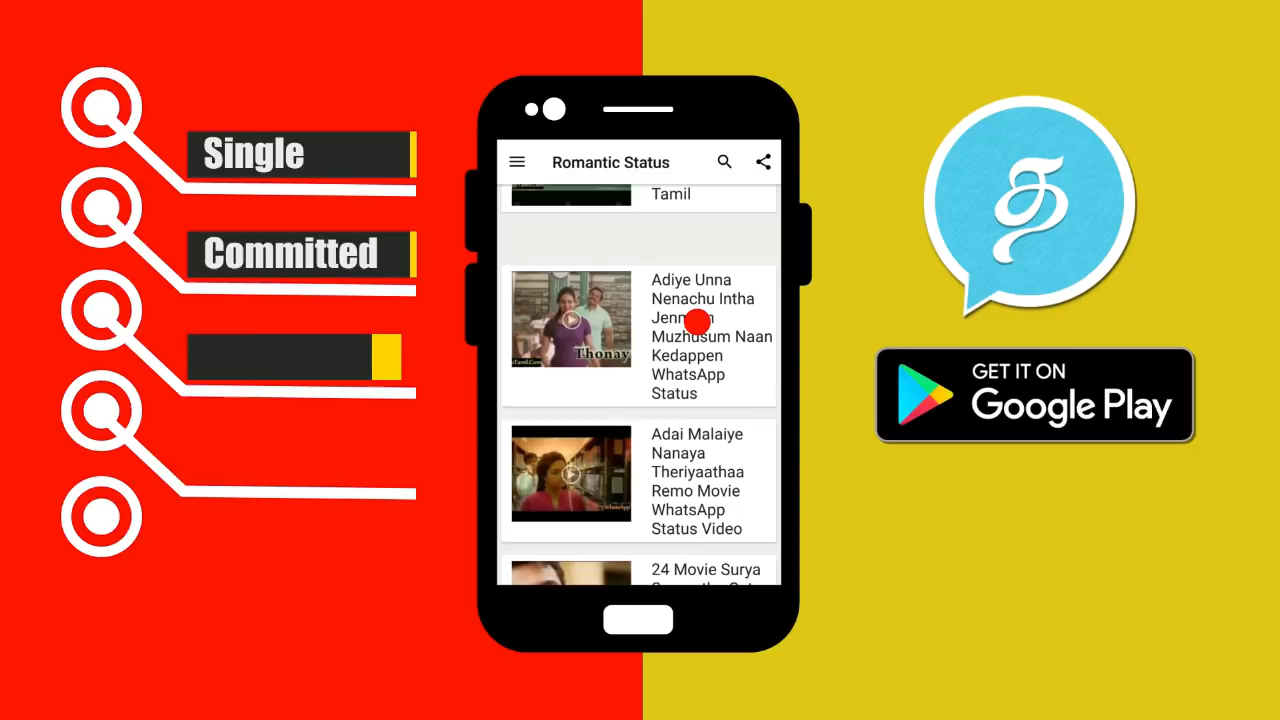 Single
Committed
Romantic Status
Tamil
Adiye Unna
Nenachu Intha
Muzhusum Naan
Kedappen
WhatsApp
Status
Thonay
Adai Malaiye
Nanaya
Theriyaathaa
Remo Movie
WhatsApp
Status Video
WhatsApp
24 Movie Surya
த
GET IT ON
Google Play